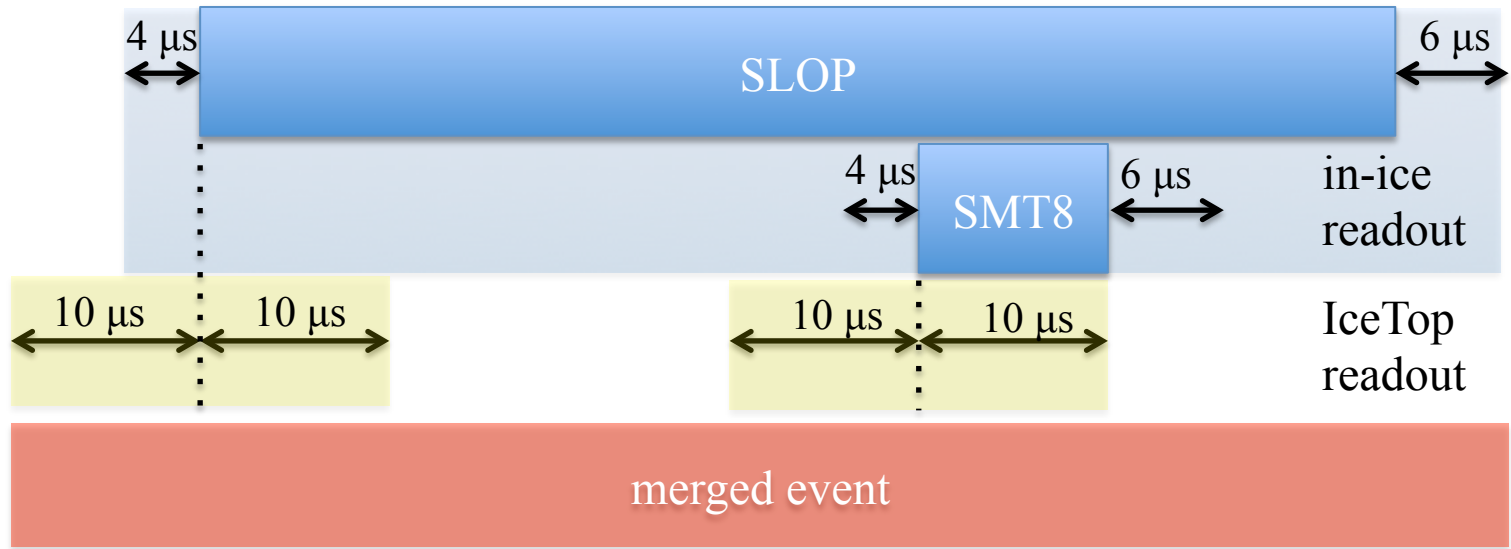 4 μs
SLOP
6 μs
4 μs
SMT8
6 μs
in-ice
readout
10 μs
10 μs
10 μs
10 μs
IceTop
readout
merged event